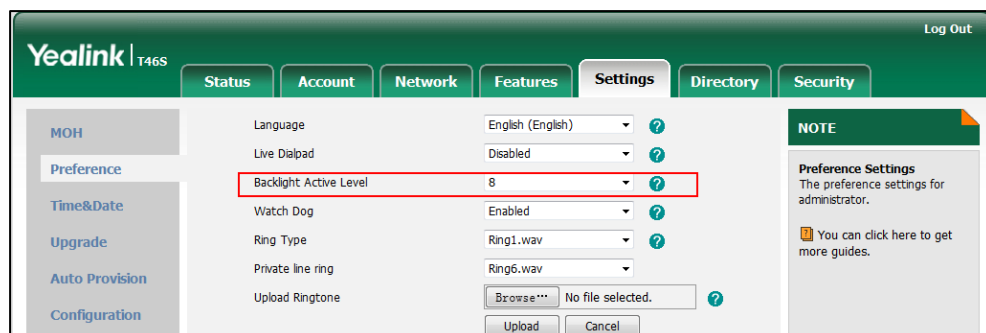 Log Out
Yealink | T46S
Status Account Network Features Settings Directory Security
MOH
Preference
Time&Date
Upgrade
Auto Provision
Configuration
Language English (English) ?
Live Dialpad Disabled ?
Backlight Active Level 8 ?
Watch Dog Enabled ?
Ring Type Ring1.wav ?
Private line ring Ring6.wav
Upload Ringtone Browse··· No file selected. ?
Upload Cancel
NOTE
Preference Settings
The preference settings for
administrator.
? You can click here to get
more guides.